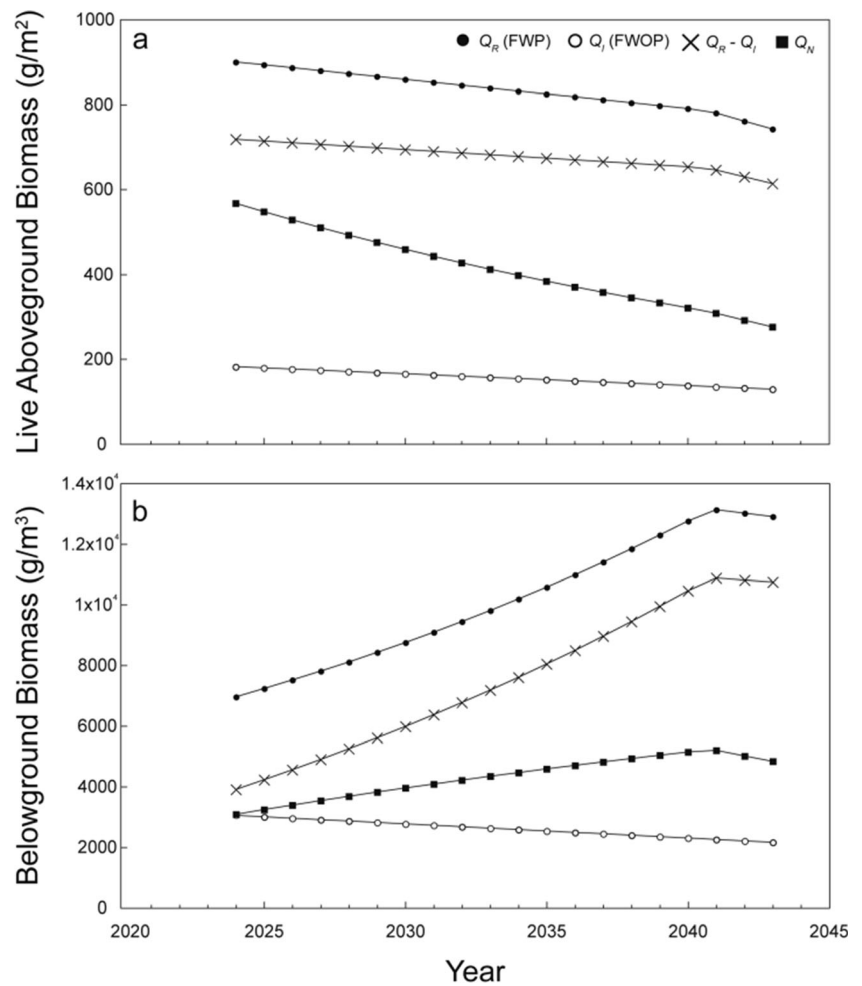 a
Q_R (FWP) Q_I (FWOP) Q_R - Q_I Q_N
Live Aboveground Biomass (g/m²)
1000
800
600
400
200
0
b
Belowground Biomass (g/m³)
1.4x10⁴
1.2x10⁴
1x10⁴
8000
6000
4000
2000
0
2020 2025 2030 2035 2040 2045
Year